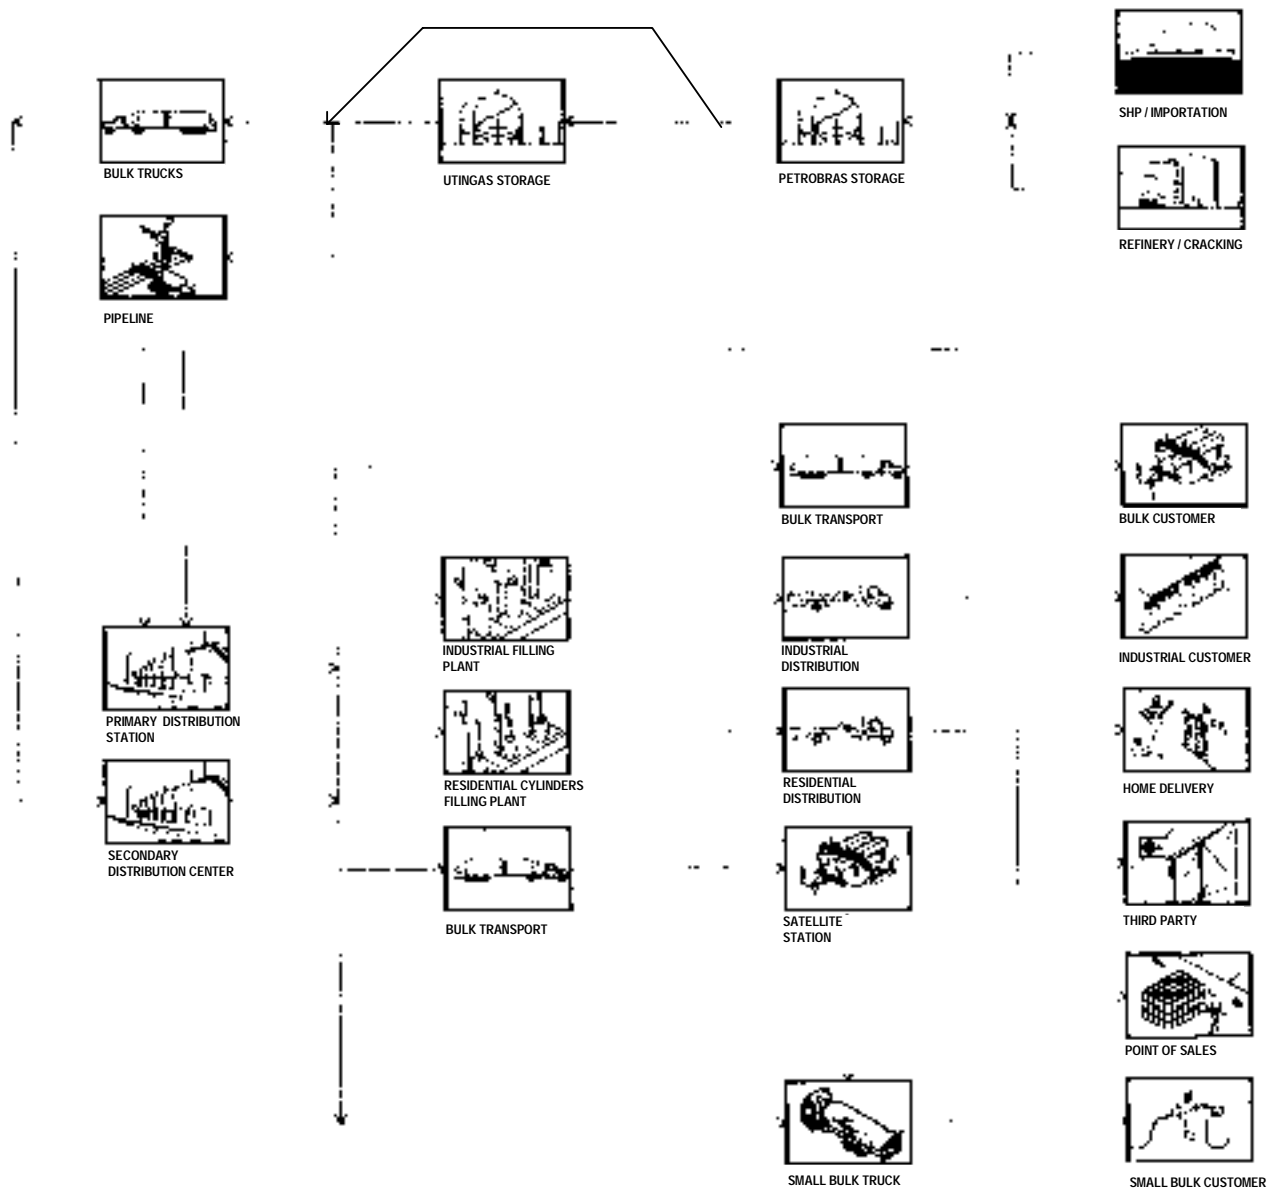 SHP / IMPORTATION
BULK TRUCKS
UTINGAS STORAGE
PETROBRAS STORAGE
REFINERY / CRACKING
PIPELINE
BULK TRANSPORT
BULK CUSTOMER
INDUSTRIAL FILLING
PLANT
INDUSTRIAL
DISTRIBUTION
INDUSTRIAL CUSTOMER
PRIMARY DISTRIBUTION
STATION
RESIDENTIAL CYLINDERS
FILLING PLANT
RESIDENTIAL
DISTRIBUTION
HOME DELIVERY
SECONDARY
DISTRIBUTION CENTER
BULK TRANSPORT
SATELLITE
STATION
THIRD PARTY
POINT OF SALES
SMALL BULK TRUCK
SMALL BULK CUSTOMER